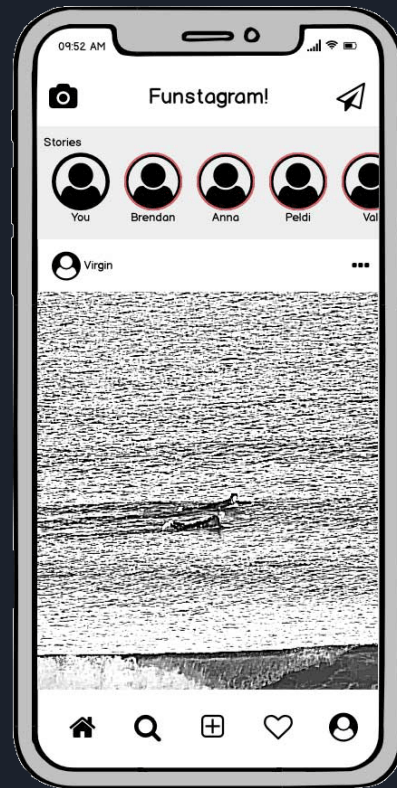 09:52 AM
Funstagram!
Stories
You Brendan Anna Peldi Val
Virgin